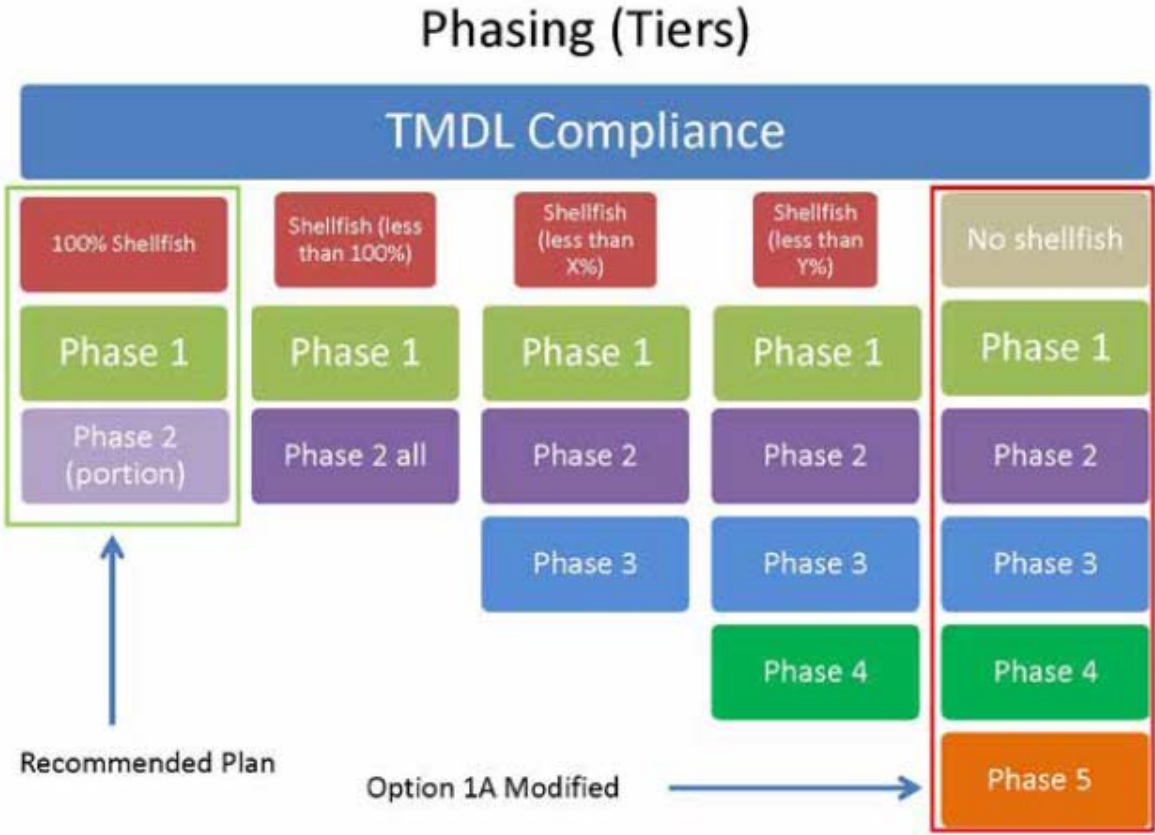 Phasing (Tiers)
TMDL Compliance
100% Shellfish
Shellfish (less
than 100%)
Shellfish
(less than
X%)
Shellfish
(less than
Y%)
No shellfish
Phase 1
Phase 1
Phase 1
Phase 1
Phase 1
Phase 2
(portion)
Phase 2 all
Phase 2
Phase 2
Phase 2
Phase 3
Phase 3
Phase 3
Phase 4
Phase 4
Recommended Plan
Option 1A Modified
Phase 5